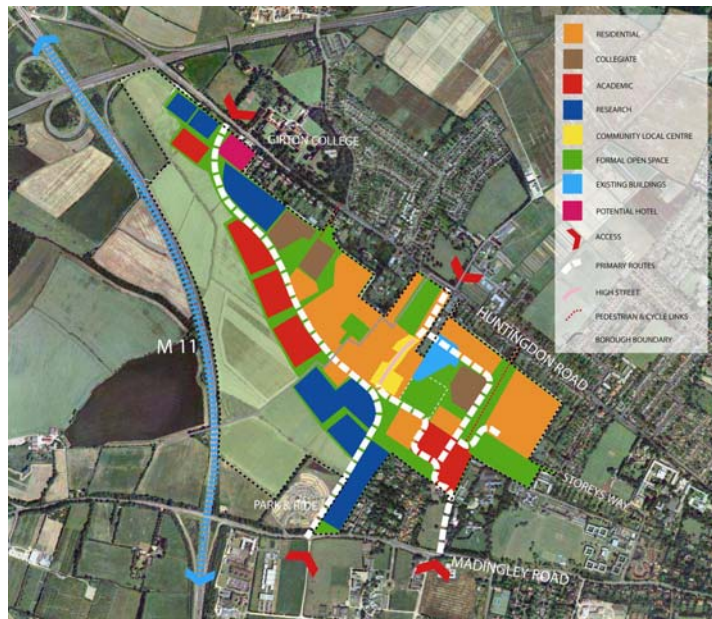 RESIDENTIAL
COLLEGIATE
ACADEMIC
RESEARCH
COMMUNITY LOCAL CENTRE
FORMAL OPEN SPACE
EXISTING BUILDINGS
POTENTIAL HOTEL
ACCESS
PRIMARY ROUTES
HIGH STREET
PEDESTRIAN & CYCLE LINKS
BOROUGH BOUNDARY
GIRTON COLLEGE
HUNTINGDON ROAD
M 11
STOREYS WAY
PARK & RIDE
MADINGLEY ROAD